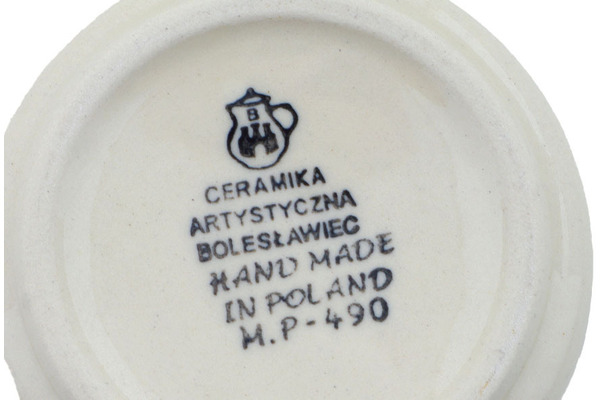 B
CERAMIKA
ARTYSTYCZNA
BOLESŁAWIEC
HAND MADE
IN POLAND
M.P-490